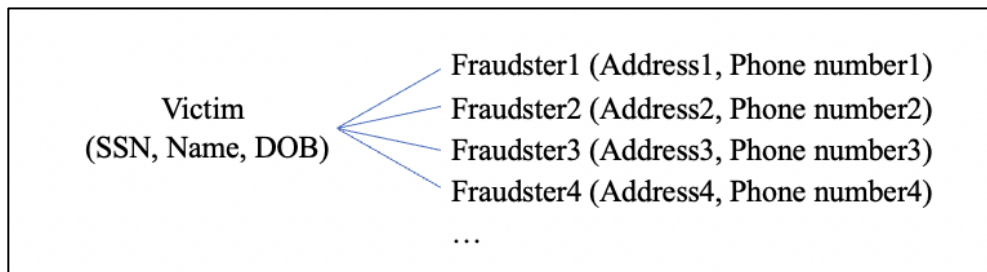 Victim
(SSN, Name, DOB)
Fraudster1 (Address1, Phone number1)
Fraudster2 (Address2, Phone number2)
Fraudster3 (Address3, Phone number3)
Fraudster4 (Address4, Phone number4)
…